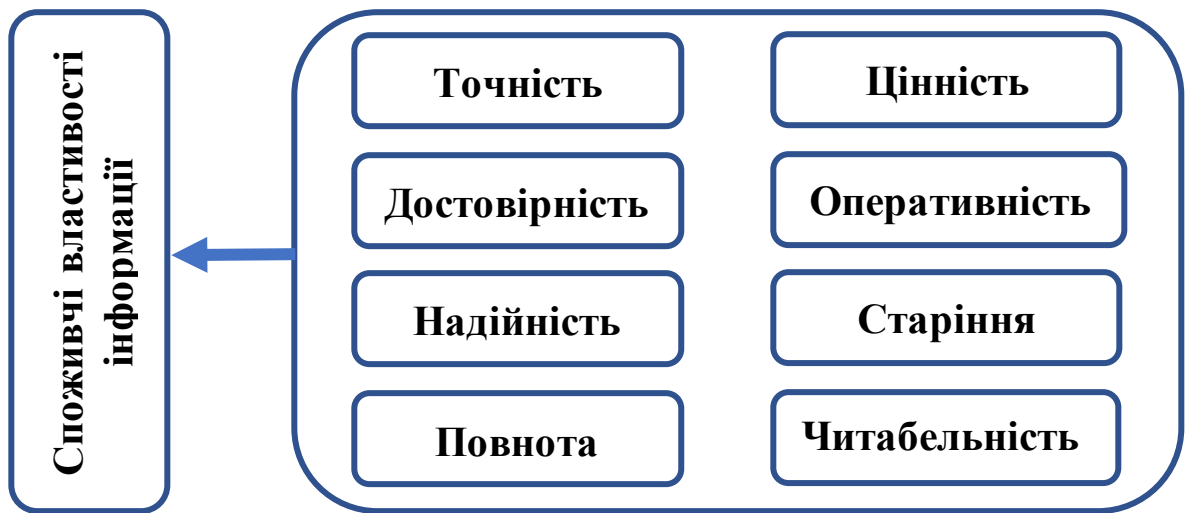 Споживчі властивості
інформації
Точність
Цінність
Достовірність
Оперативність
Надійність
Старіння
Повнота
Читабельність